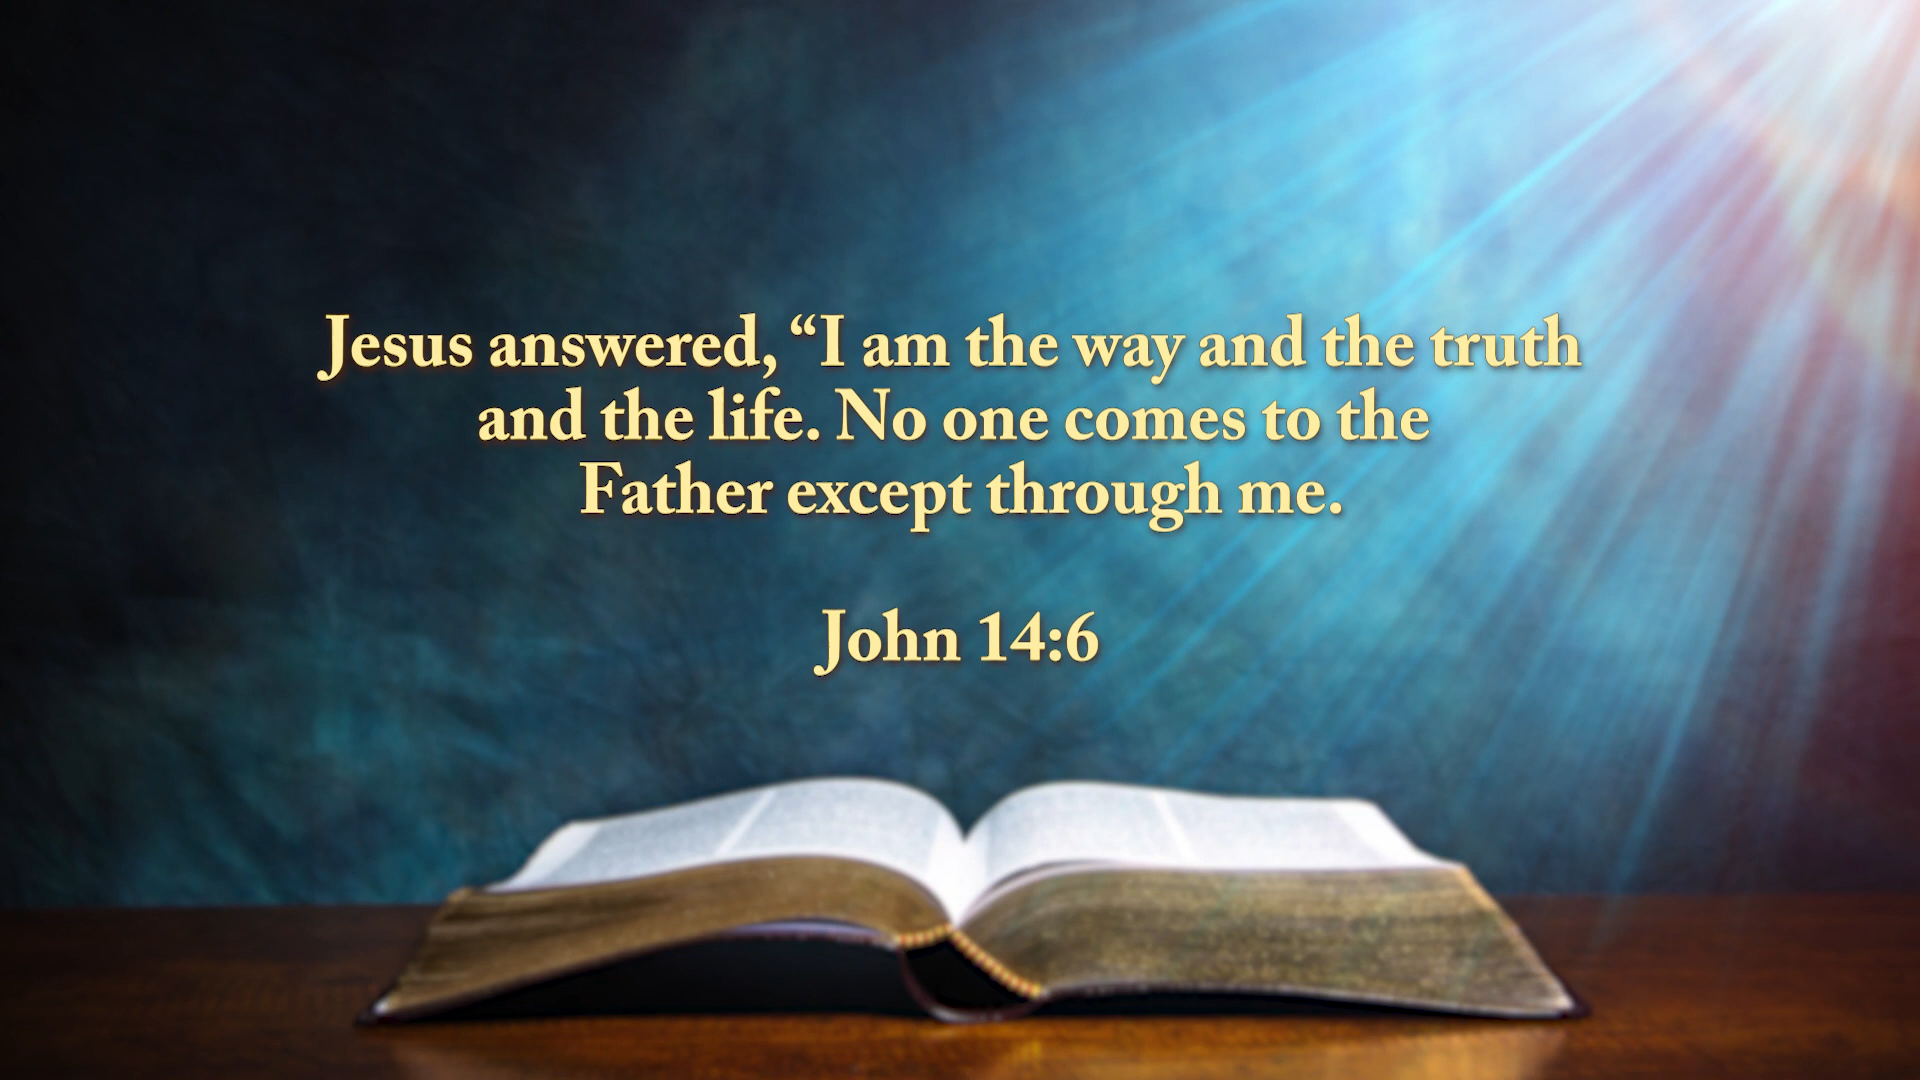 Jesus answered, “I am the way and the truth
and the life. No one comes to the
Father except through me.
John 14:6